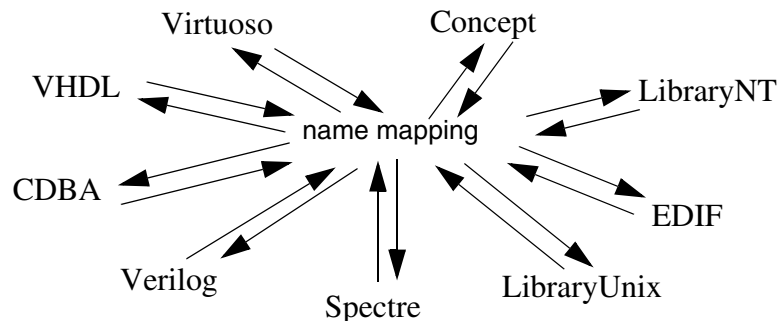 Virtuoso
Concept
VHDL
LibraryNT
name mapping
CDBA
EDIF
Verilog
LibraryUnix
Spectre